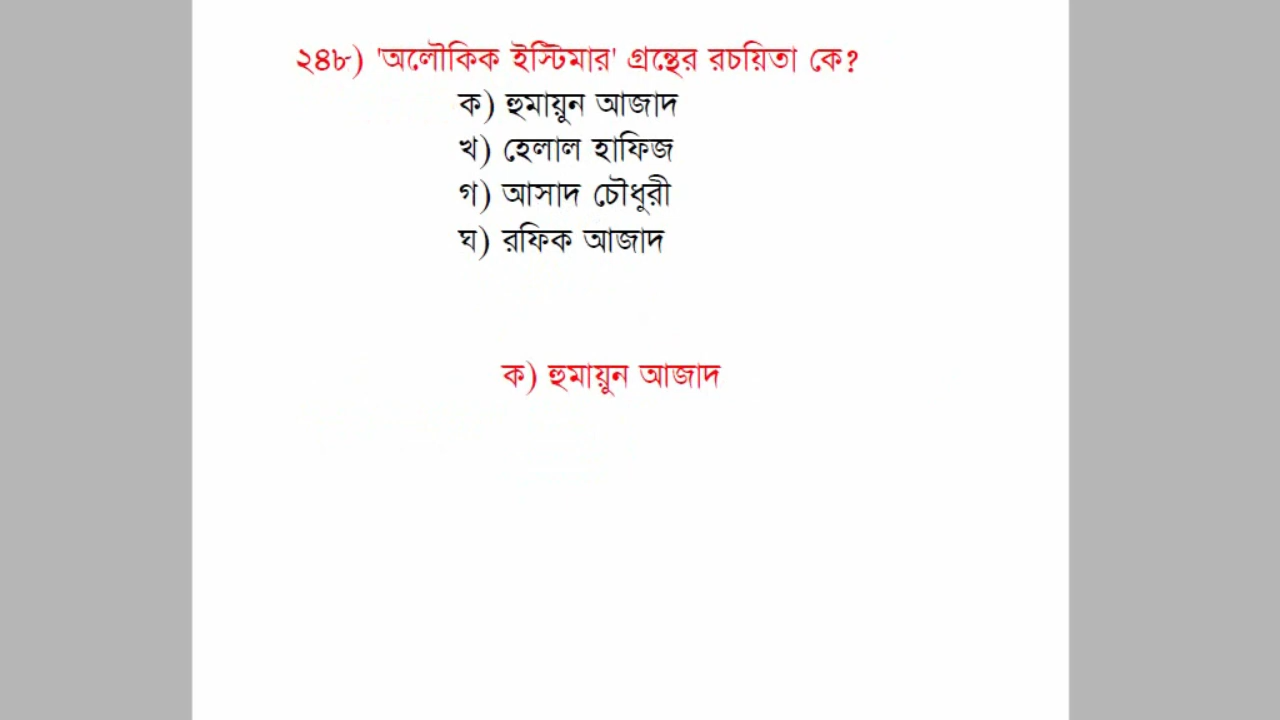 ২৪৮) 'অলৌকিক ইস্টিমার' গ্রন্থের রচয়িতা কে?
ক) হুমায়ুন আজাদ
খ) হেলাল হাফিজ
গ) আসাদ চৌধুরী
ঘ) রফিক আজাদ
ক) হুমায়ুন আজাদ